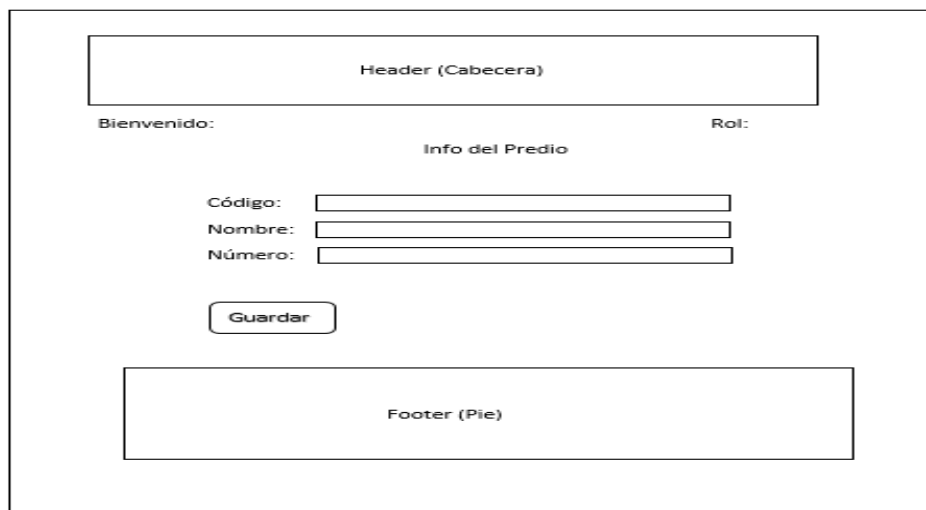 Header (Cabecera)
Bienvenido: Rol:
Info del Predio
Código:
Nombre:
Número:
Guardar
Footer (Pie)